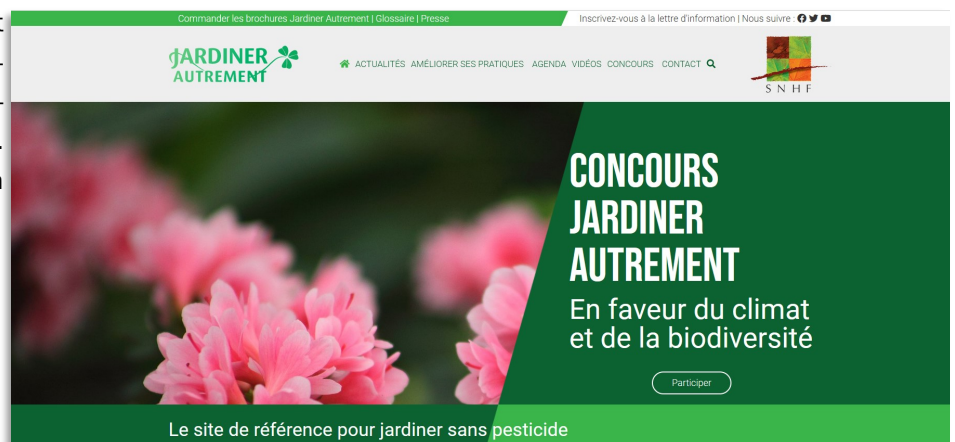 Commander les brochures Jardiner Autrement | Glossaire | Presse
Inscrivez-vous à la lettre d'information | Nous suivre :
JARDINER
AUTREMENT
ACTUALITÉS AMÉLIORER SES PRATIQUES AGENDA VIDÉOS CONCOURS CONTACT
SNHF
CONCOURS
JARDINER
AUTREMENT
En faveur du climat
et de la biodiversité
Participer
Le site de référence pour jardiner sans pesticide